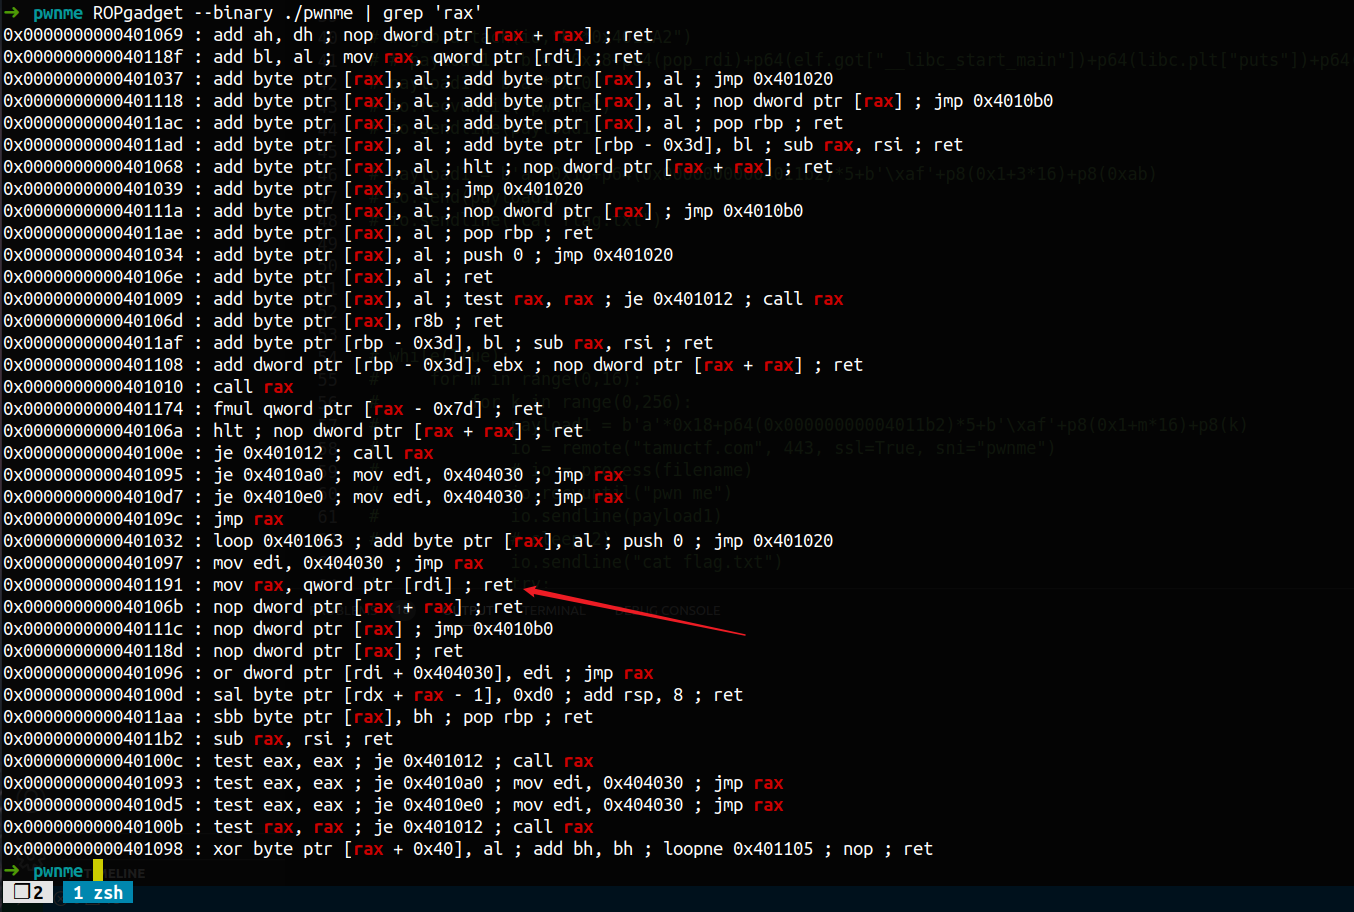 → pwnme ROPgadget --binary ./pwnme | grep 'rax'
0x0000000000401069 : add ah, dh ; nop dword ptr [rax + rax] ; ret
0x000000000040118f : add bl, al ; mov rax, qword ptr [rdi] ; ret
0x0000000000401037 : add byte ptr [rax], al ; add byte ptr [rax], al ; jmp 0x401020
0x0000000000401118 : add byte ptr [rax], al ; add byte ptr [rax], al ; nop dword ptr [rax] ; jmp 0x4010b0
0x00000000004011ac : add byte ptr [rax], al ; add byte ptr [rax], al ; pop rbp ; ret
0x00000000004011ad : add byte ptr [rax], al ; add byte ptr [rbp - 0x3d], bl ; sub rax, rsi ; ret
0x0000000000401068 : add byte ptr [rax], al ; hlt ; nop dword ptr [rax + rax] ; ret
0x0000000000401039 : add byte ptr [rax], al ; jmp 0x401020
0x000000000040111a : add byte ptr [rax], al ; nop dword ptr [rax] ; jmp 0x4010b0
0x00000000004011ae : add byte ptr [rax], al ; pop rbp ; ret
0x0000000000401034 : add byte ptr [rax], al ; push 0 ; jmp 0x401020
0x000000000040106e : add byte ptr [rax], al ; ret
0x0000000000401009 : add byte ptr [rax], al ; test rax, rax ; je 0x401012 ; call rax
0x000000000040106d : add byte ptr [rax], r8b ; ret
0x00000000004011af : add byte ptr [rbp - 0x3d], bl ; sub rax, rsi ; ret
0x0000000000401108 : add dword ptr [rbp - 0x3d], ebx ; nop dword ptr [rax + rax] ; ret
0x0000000000401010 : call rax
0x0000000000401174 : fmul qword ptr [rax - 0x7d] ; ret
0x000000000040106a : hlt ; nop dword ptr [rax + rax] ; ret
0x000000000040100e : je 0x401012 ; call rax
0x0000000000401095 : je 0x4010a0 ; mov edi, 0x404030 ; jmp rax
0x00000000004010d7 : je 0x4010e0 ; mov edi, 0x404030 ; jmp rax
0x000000000040109c : jmp rax
0x0000000000401032 : loop 0x401063 ; add byte ptr [rax], al ; push 0 ; jmp 0x401020
0x0000000000401097 : mov edi, 0x404030 ; jmp rax
0x0000000000401191 : mov rax, qword ptr [rdi] ; ret
0x000000000040106b : nop dword ptr [rax + rax] ; ret
0x000000000040111c : nop dword ptr [rax] ; jmp 0x4010b0
0x000000000040118d : nop dword ptr [rax] ; ret
0x0000000000401096 : or dword ptr [rdi + 0x404030], edi ; jmp rax
0x000000000040100d : sal byte ptr [rdx + rax - 1], 0xd0 ; add rsp, 8 ; ret
0x00000000004011aa : sbb byte ptr [rax], bh ; pop rbp ; ret
0x00000000004011b2 : sub rax, rsi ; ret
0x000000000040100c : test eax, eax ; je 0x401012 ; call rax
0x0000000000401093 : test eax, eax ; je 0x4010a0 ; mov edi, 0x404030 ; jmp rax
0x00000000004010d5 : test eax, eax ; je 0x4010e0 ; mov edi, 0x404030 ; jmp rax
0x000000000040100b : test rax, rax ; je 0x401012 ; call rax
0x0000000000401098 : xor byte ptr [rax + 0x40], al ; add bh, bh ; loopne 0x401105 ; nop ; ret
→ pwnme
2 1 zsh